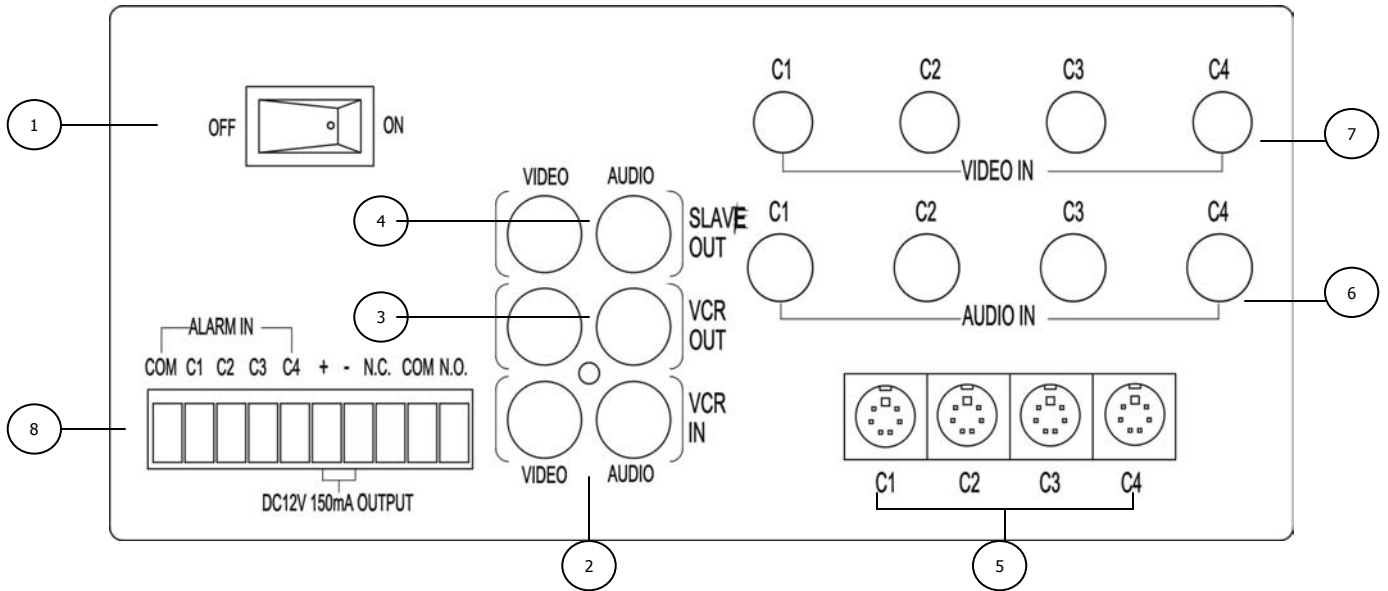 C1 C2 C3 C4
1
OFF ON
7
VIDEO IN
VIDEO AUDIO
4
SLAVE
OUT
C1 C2 C3 C4
6
AUDIO IN
3
VCR
OUT
ALARM IN
COM C1 C2 C3 C4 + - N.C. COM N.O.
8
VCR
IN
VIDEO AUDIO
DC12V 150mA OUTPUT
C1 C2 C3 C4
2
5